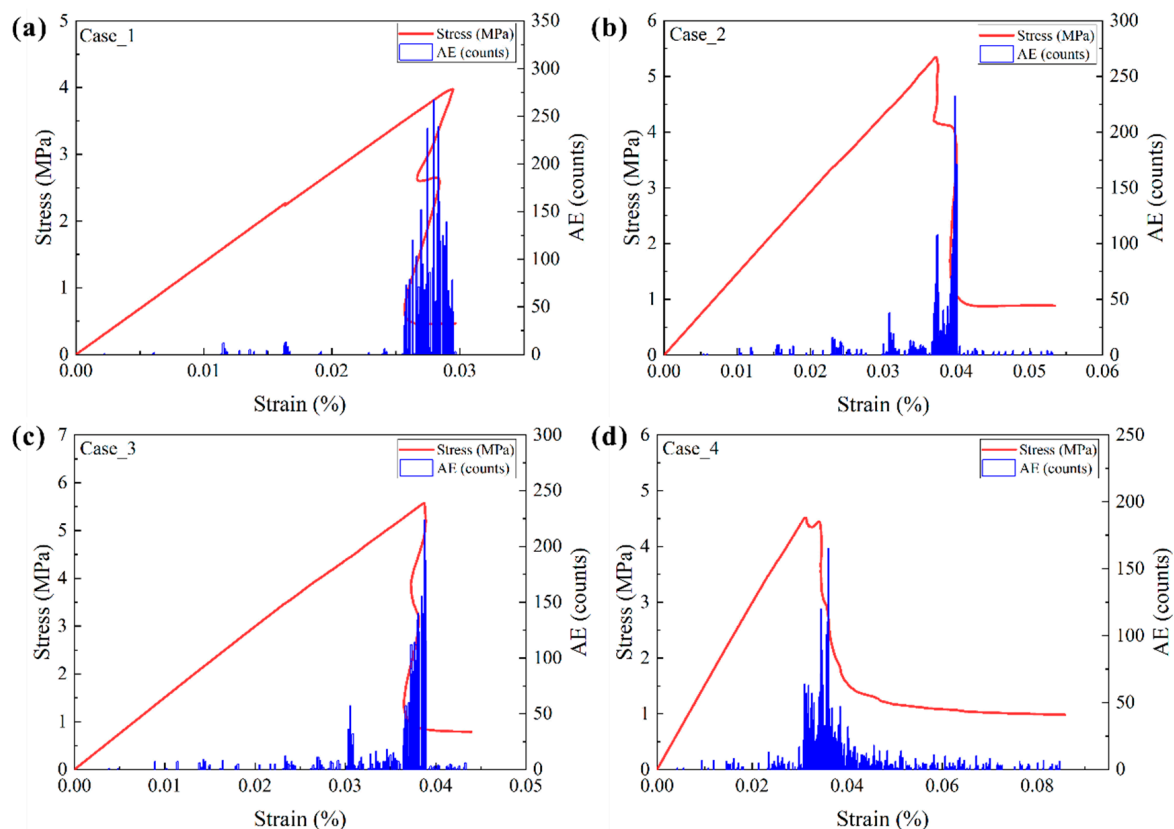 (a)
Case_1
Stress (MPa)
AE (counts)
5
4
3
2
1
0
350
300
250
200
150
100
50
0
0.00
0.01
0.02
0.03
Stress (MPa)
AE (counts)
Strain (%)
(b)
Case_2
Stress (MPa)
AE (counts)
6
5
4
3
2
1
0
300
250
200
150
100
50
0
0.00
0.01
0.02
0.03
0.04
0.05
0.06
Stress (MPa)
AE (counts)
Strain (%)
(c)
Case_3
Stress (MPa)
AE (counts)
7
6
5
4
3
2
1
0
300
250
200
150
100
50
0
0.00
0.01
0.02
0.03
0.04
0.05
Stress (MPa)
AE (counts)
Strain (%)
(d)
Case_4
Stress (MPa)
AE (counts)
6
5
4
3
2
1
0
250
200
150
100
50
0
0.00
0.02
0.04
0.06
0.08
Stress (MPa)
AE (counts)
Strain (%)